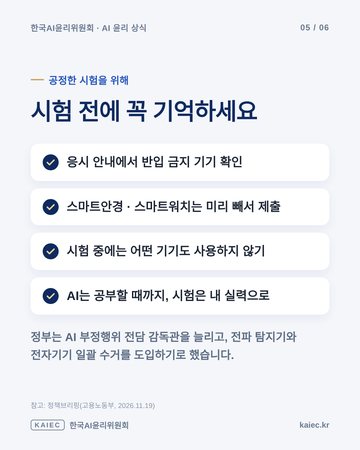 한국AI윤리위원회 · AI 윤리 상식
05 / 06
공정한 시험을 위해
시험 전에 꼭 기억하세요
응시 안내에서 반입 금지 기기 확인
스마트안경 · 스마트워치는 미리 빼서 제출
시험 중에는 어떤 기기도 사용하지 않기
AI는 공부할 때까지, 시험은 내 실력으로
정부는 AI 부정행위 전담 감독관을 늘리고, 전파 탐지기와
전자기기 일괄 수거를 도입하기로 했습니다.
참고: 정책브리핑(고용노동부, 2026.11.19)
KAIEC 한국AI윤리위원회
kaiec.kr